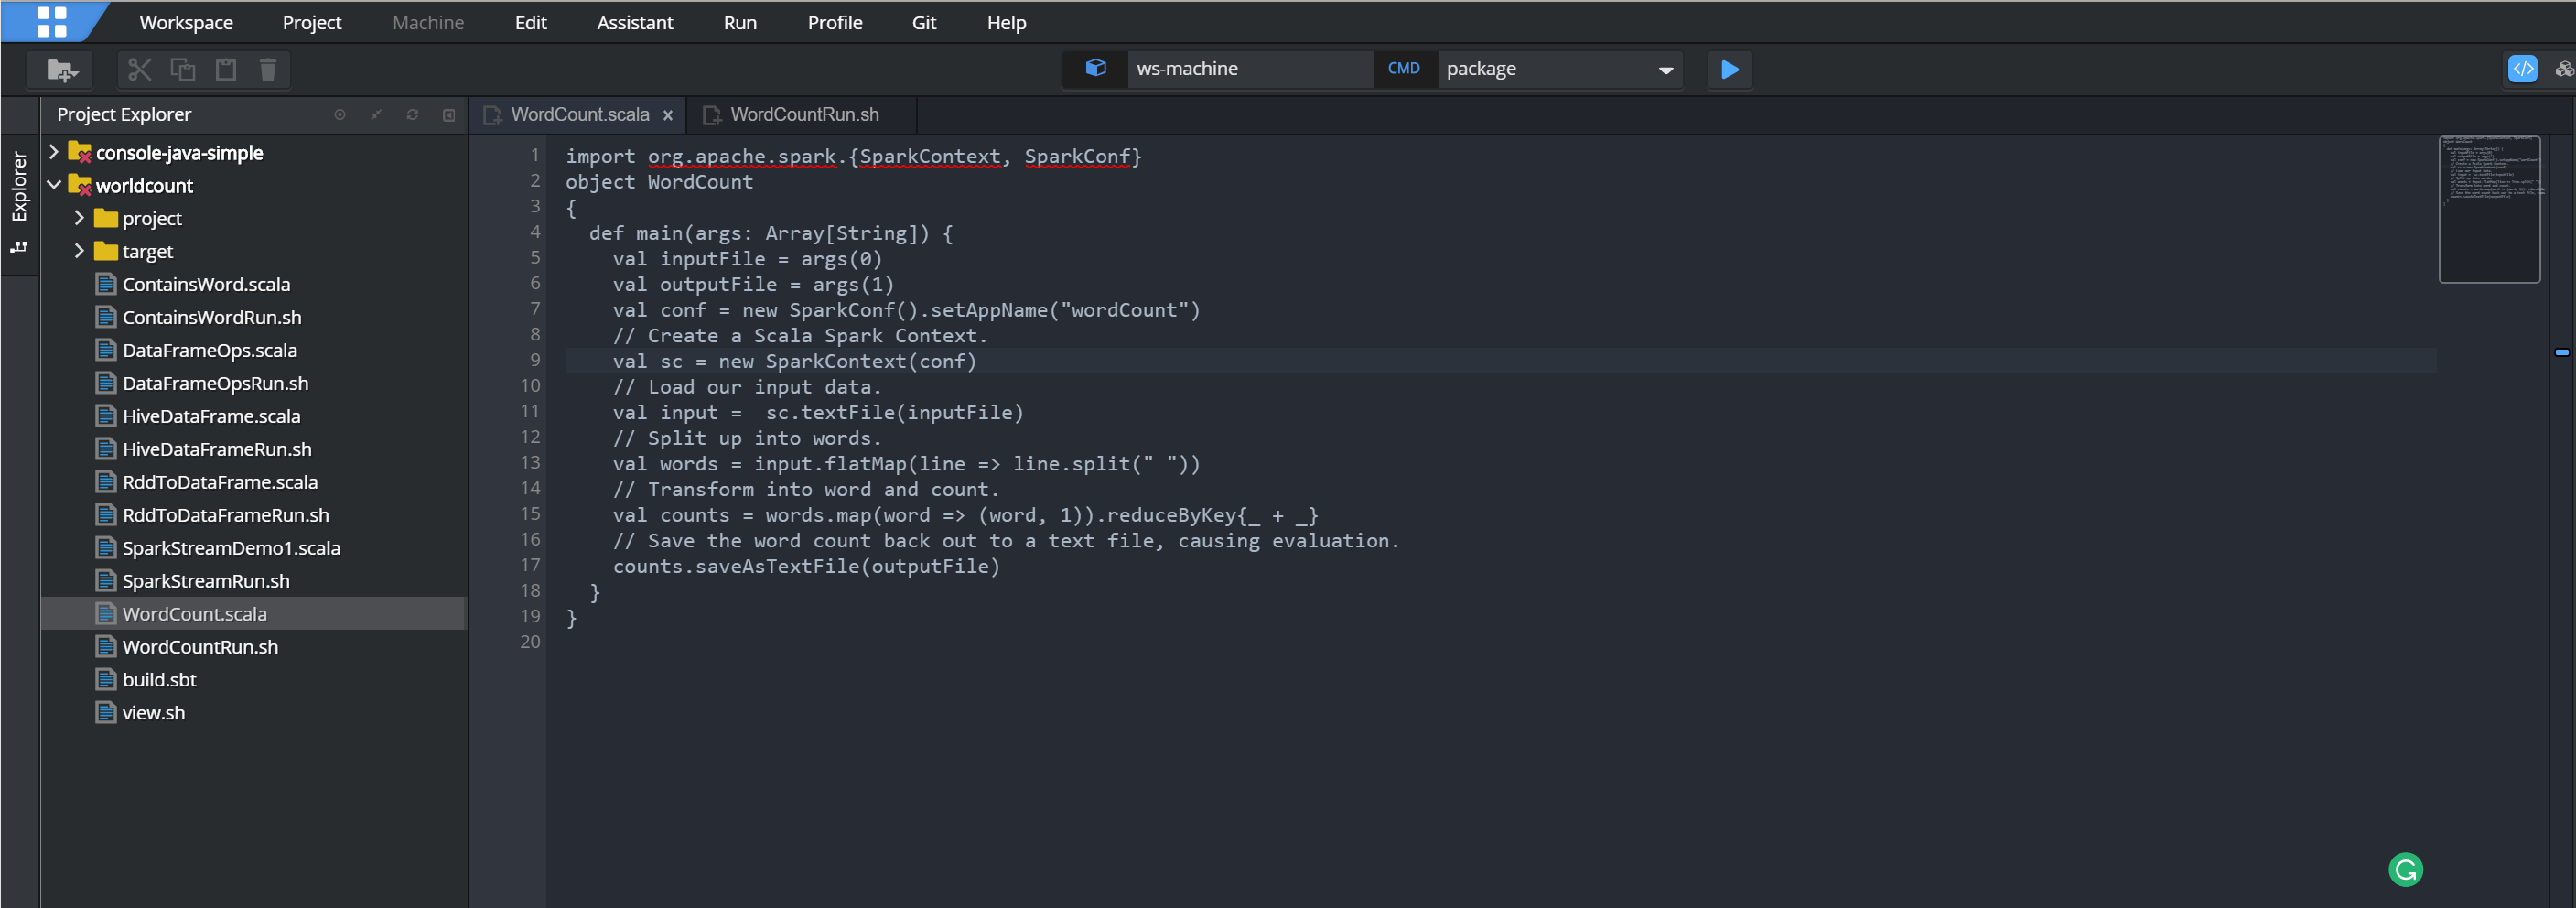 Workspace Project Machine Edit Assistant Run Profile Git Help
ws-machine CMD package
Explorer
Project Explorer
console-java-simple
worldcount
project
target
ContainsWord.scala
ContainsWordRun.sh
DataFrameOps.scala
DataFrameOpsRun.sh
HiveDataFrame.scala
HiveDataFrameRun.sh
RddToDataFrame.scala
RddToDataFrameRun.sh
SparkStreamDemo1.scala
SparkStreamRun.sh
WordCount.scala
WordCountRun.sh
build.sbt
view.sh
WordCount.scala x WordCountRun.sh
1 import org.apache.spark.{SparkContext, SparkConf}
2 object WordCount
3 {
4   def main(args: Array[String]) {
5     val inputFile = args(0)
6     val outputFile = args(1)
7     val conf = new SparkConf().setAppName("wordCount")
8     // Create a Scala Spark Context.
9     val sc = new SparkContext(conf)
10     // Load our input data.
11     val input =  sc.textFile(inputFile)
12     // Split up into words.
13     val words = input.flatMap(line => line.split(" "))
14     // Transform into word and count.
15     val counts = words.map(word => (word, 1)).reduceByKey{_ + _}
16     // Save the word count back out to a text file, causing evaluation.
17     counts.saveAsTextFile(outputFile)
18   }
19 }
20